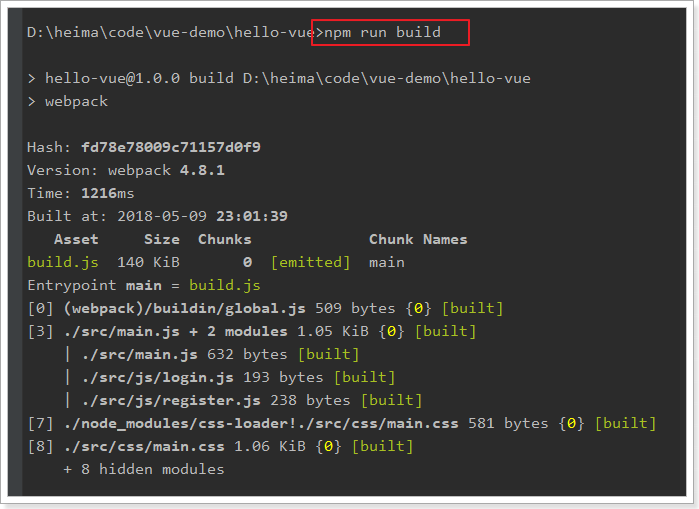 D:\heima\code\vue-demo\hello-vue>npm run build
> hello-vue@1.0.0 build D:\heima\code\vue-demo\hello-vue
> webpack
Hash: fd78e78009c71157d0f9
Version: webpack 4.8.1
Time: 1216ms
Built at: 2018-05-09 23:01:39
   Asset     Size  Chunks             Chunk Names
build.js  140 KiB       0  [emitted]  main
Entrypoint main = build.js
[0] (webpack)/buildin/global.js 509 bytes {0} [built]
[3] ./src/main.js + 2 modules 1.05 KiB {0} [built]
    | ./src/main.js 632 bytes [built]
    | ./src/js/login.js 193 bytes [built]
    | ./src/js/register.js 238 bytes [built]
[7] ./node_modules/css-loader!./src/css/main.css 581 bytes {0} [built]
[8] ./src/css/main.css 1.06 KiB {0} [built]
    + 8 hidden modules